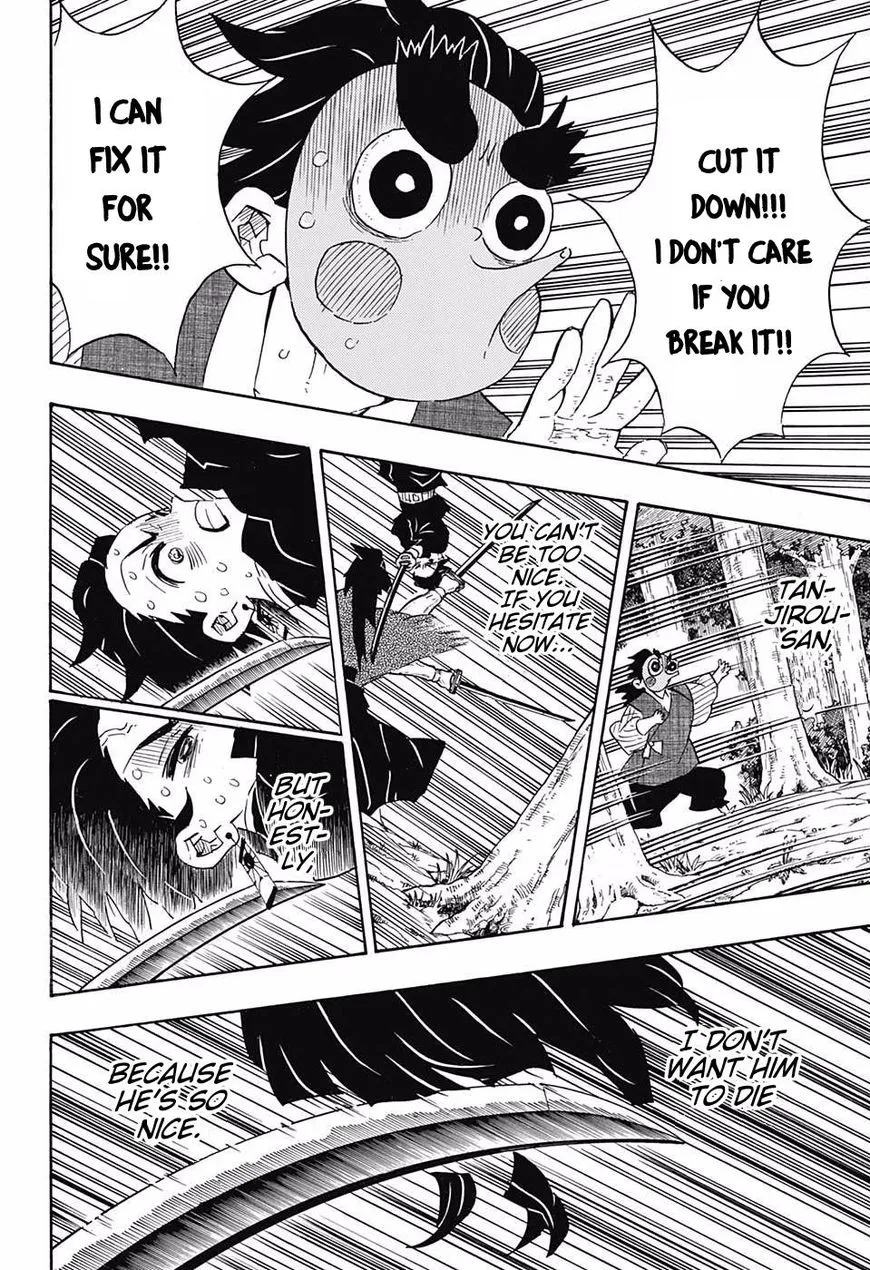 CUT IT
DOWN!!!
I DON'T CARE
IF YOU
BREAK IT!!
I CAN
FIX IT
FOR
SURE!!
TAN-
JIROU-
SAN,
YOU CAN'T
BE TOO
NICE.
IF YOU
HESITATE
NOW...
BUT
HON-
EST-
LY,
I DON'T
WANT HIM
TO DIE
BECAUSE
HE'S SO
NICE.